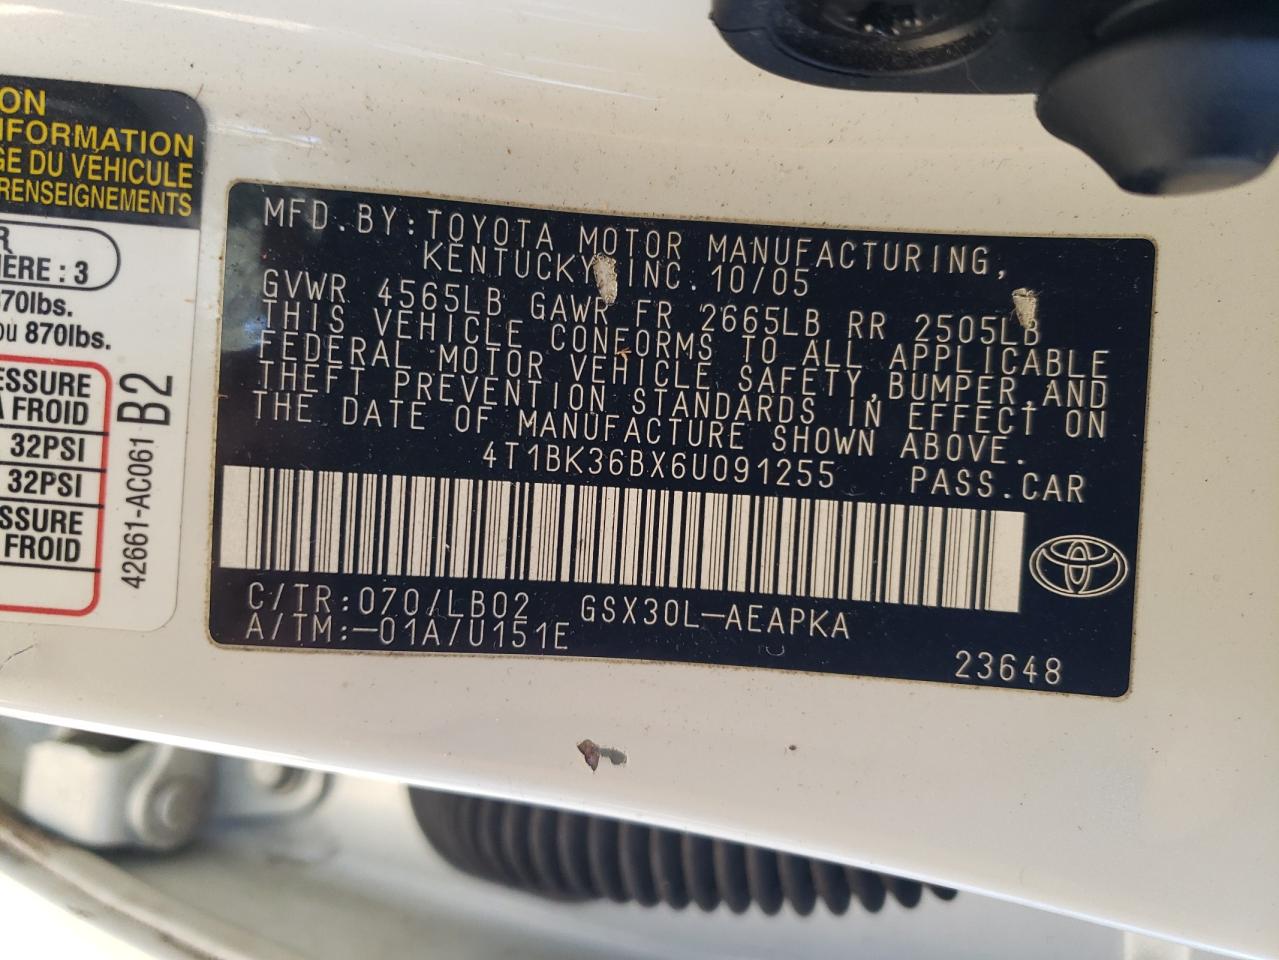 ON
NFORMATION
GE DU VÉHICULE
RENSEIGNEMENTS
R
IÈRE : 3
870lbs.
ou 870lbs.
ESSURE
À FROID
32PSI
32PSI
SSURE
FROID
42661-AC061 B2
MFD.BY:TOYOTA MOTOR MANUFACTURING,
KENTUCKY, INC. 10/05
GVWR 4565LB GAWR FR 2665LB RR 2505LB
THIS VEHICLE CONFORMS TO ALL APPLICABLE
FEDERAL MOTOR VEHICLE SAFETY,BUMPER,AND
THEFT PREVENTION STANDARDS IN EFFECT ON
THE DATE OF MANUFACTURE SHOWN ABOVE.
4T1BK36BX6U091255 PASS.CAR
C/TR:070/LB02 GSX30L-AEAPKA
A/TM:-01A/U151E
23648